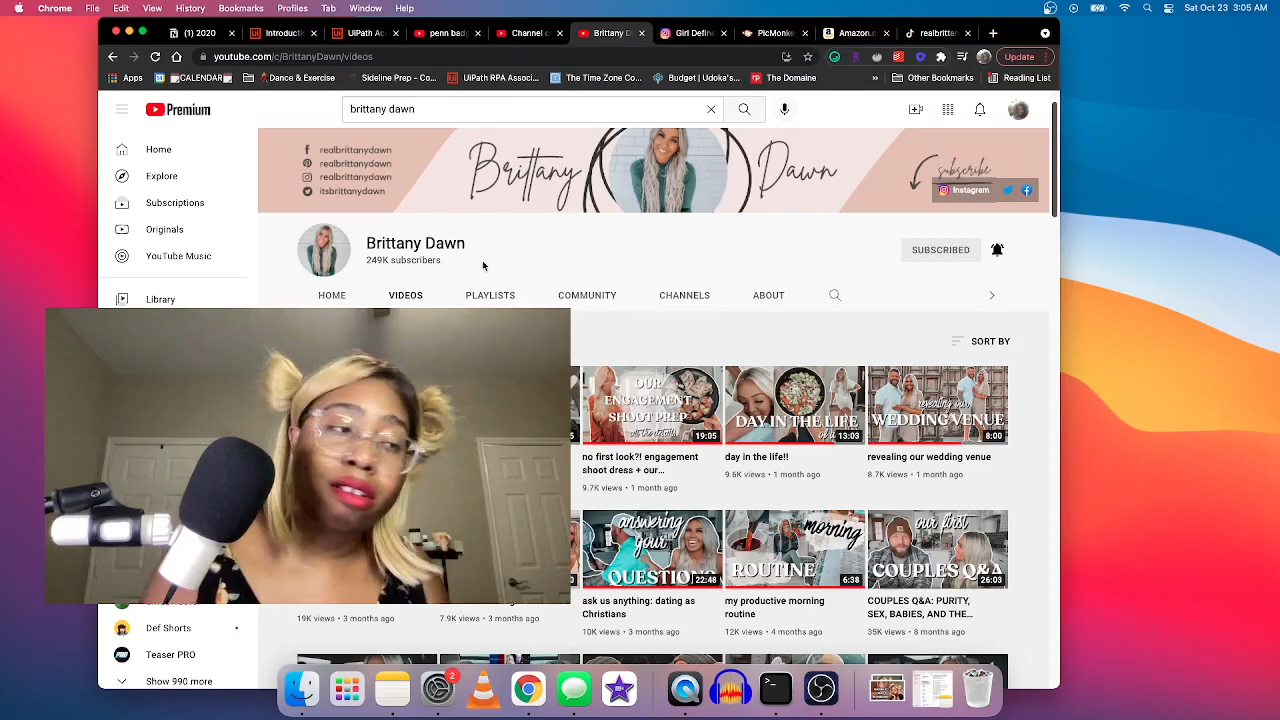 Chrome File Edit View History Bookmarks Profiles Tab Window Help Sat Oct 23 3:05 AM
(1) 2020 Introducti UiPath Ac penn badg Channel c Brittany D Girl Define PicMonke Amazon.c realbrittan
youtube.com/c/BrittanyDawn/videos Update
Apps CALENDAR Dance & Exercise Sideline Pro - Co... UiPath RPA Assoc... The Time Zone Co... Budget | Udoka's... The Domaine » Other Bookmarks Reading List
Premium
brittany dawn
Home
Explore
Subscriptions
Originals
YouTube Music
Library
realbrittanydawn
realbrittanydawn
realbrittanydawn
itsbrittanydawn
Brittany Dawn
subscribe
Instagram
Brittany Dawn
249K subscribers
SUBSCRIBED
HOME VIDEOS PLAYLISTS COMMUNITY CHANNELS ABOUT
SORT BY
OUR
ENGAGEMENT
SHOOT PREP
19:05
DAY IN THE LIFE
13:03
revealing our
WEDDING VENUE
8:00
no first look?! engagement
shoot dress + our...
9.7K views • 1 month ago
day in the life!!
9.6K views • 1 month ago
revealing our wedding venue
8.7K views • 1 month ago
answering
your
QUESTIONS
22:48
morning
ROUTINE
6:38
our first
COUPLES Q&A
26:03
ask us anything: dating as
Christians
10K views • 3 months ago
my productive morning
routine
12K views • 4 months ago
COUPLES Q&A: PURITY,
SEX, BABIES, AND THE...
35K views • 8 months ago
19K views • 3 months ago
7.9K views • 3 months ago
Def Shorts
Teaser PRO
Show 990 more
2